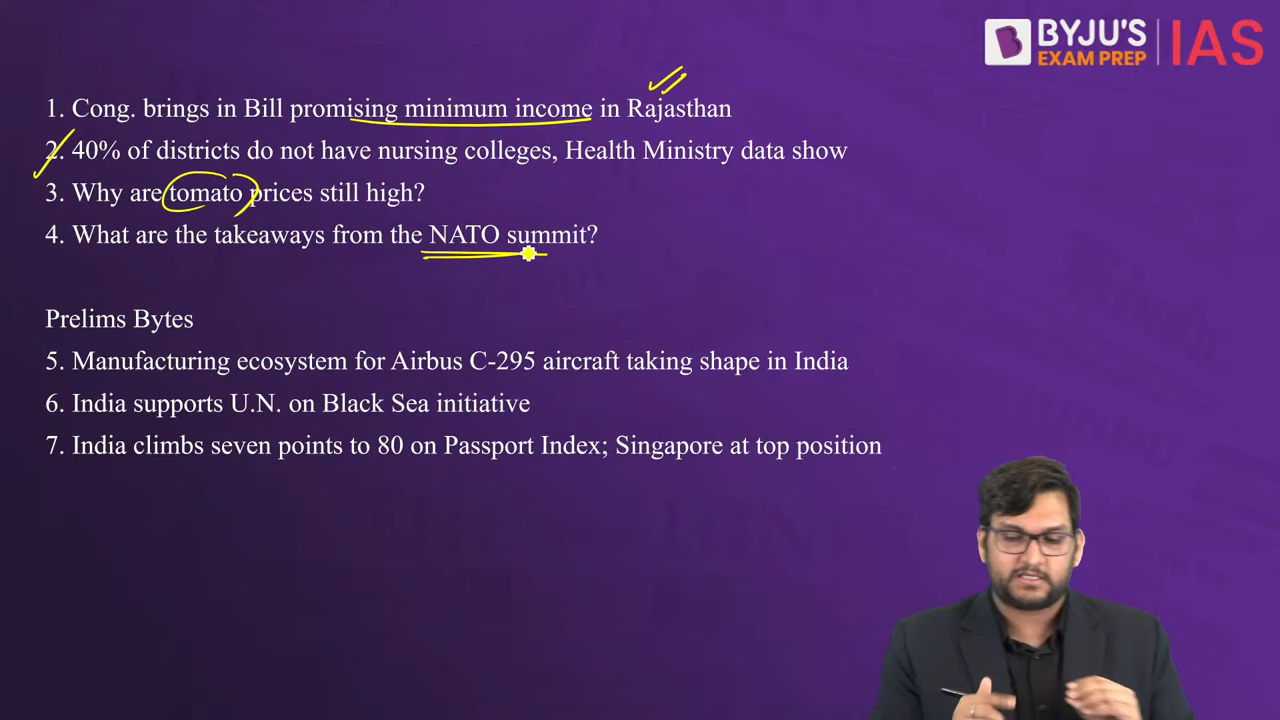 BYJU'S IAS
EXAM PREP
1. Cong. brings in Bill promising minimum income in Rajasthan
2. 40% of districts do not have nursing colleges, Health Ministry data show
3. Why are tomato prices still high?
4. What are the takeaways from the NATO summit?
Prelims Bytes
5. Manufacturing ecosystem for Airbus C-295 aircraft taking shape in India
6. India supports U.N. on Black Sea initiative
7. India climbs seven points to 80 on Passport Index; Singapore at top position